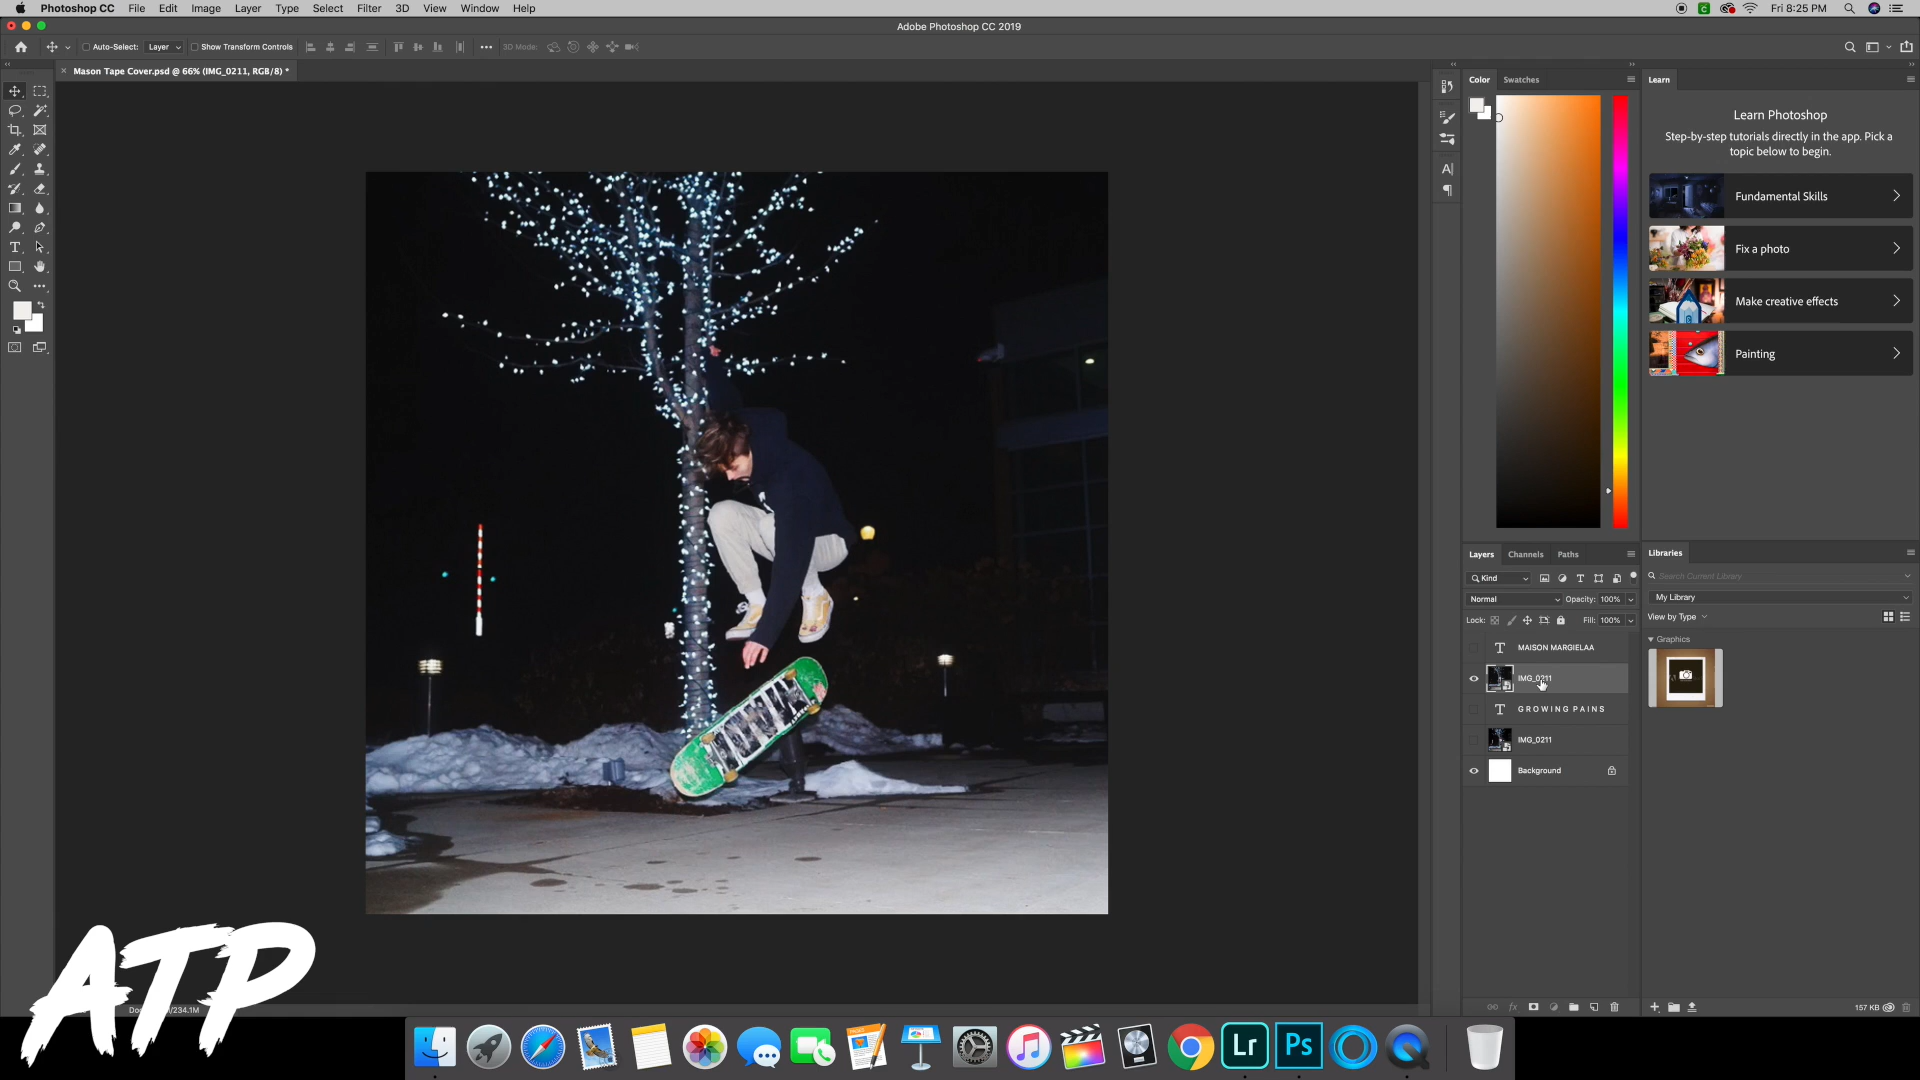 Photoshop CC File Edit Image Layer Type Select Filter 3D View Window Help Fri 8:25 PM
Adobe Photoshop CC 2019
Auto-Select: Layer Show Transform Controls 3D Mode:
Mason Tape Cover.psd @ 66% (IMG_0211, RGB/8) *
Color Swatches
Learn
Learn Photoshop
Step-by-step tutorials directly in the app. Pick a
topic below to begin.
Fundamental Skills
Fix a photo
Make creative effects
Painting
Layers Channels Paths
Kind
Normal Opacity: 100%
Lock: Fill: 100%
MAISON MARGIELAA
IMG_0211
GROWING PAINS
IMG_0211
Background
Libraries
Search Current Library
My Library
View by Type
Graphics
157 KB
ATP
/234.1M
Lr Ps